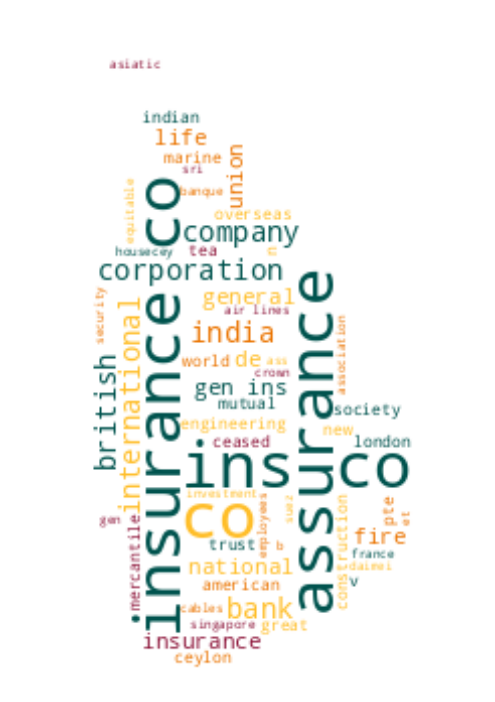 asiatic
indian
life
marine
sri
union
banque
equitable
co
overseas
company
housecey
tea
corporation
security
general
air lines
india
international
insurance
assurance
association
world
de
ass
crown
british
gen ins
mutual
society
engineering
new
ceased
london
ins
co
investment
co
employees
suez
construction
pte
et
gen
mercantile
fire
trust
b
france
national
daimei
american
v
cables
bank
singapore
great
insurance
ceylon